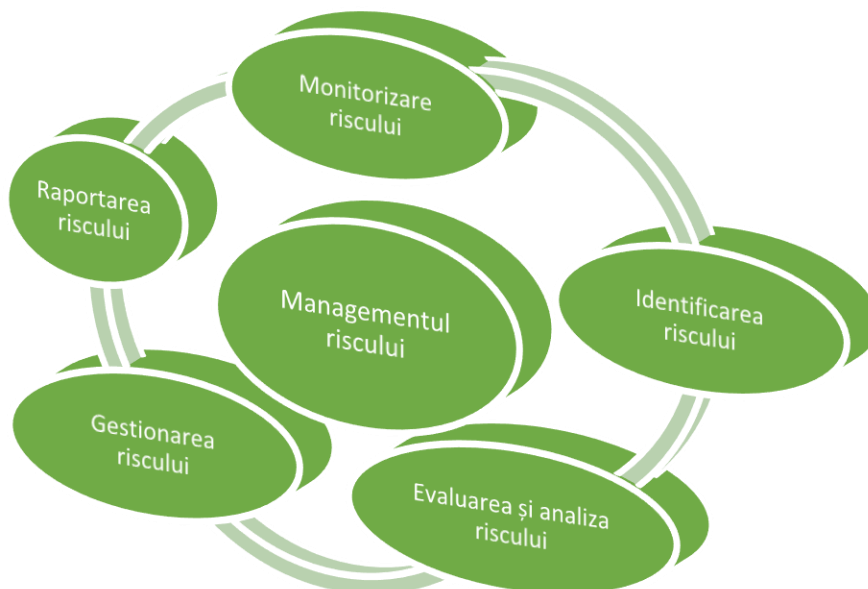 Monitorizare
riscului
Raportarea
riscului
Managementul
riscului
Identificarea
riscului
Gestionarea
riscului
Evaluarea și analiza
riscului